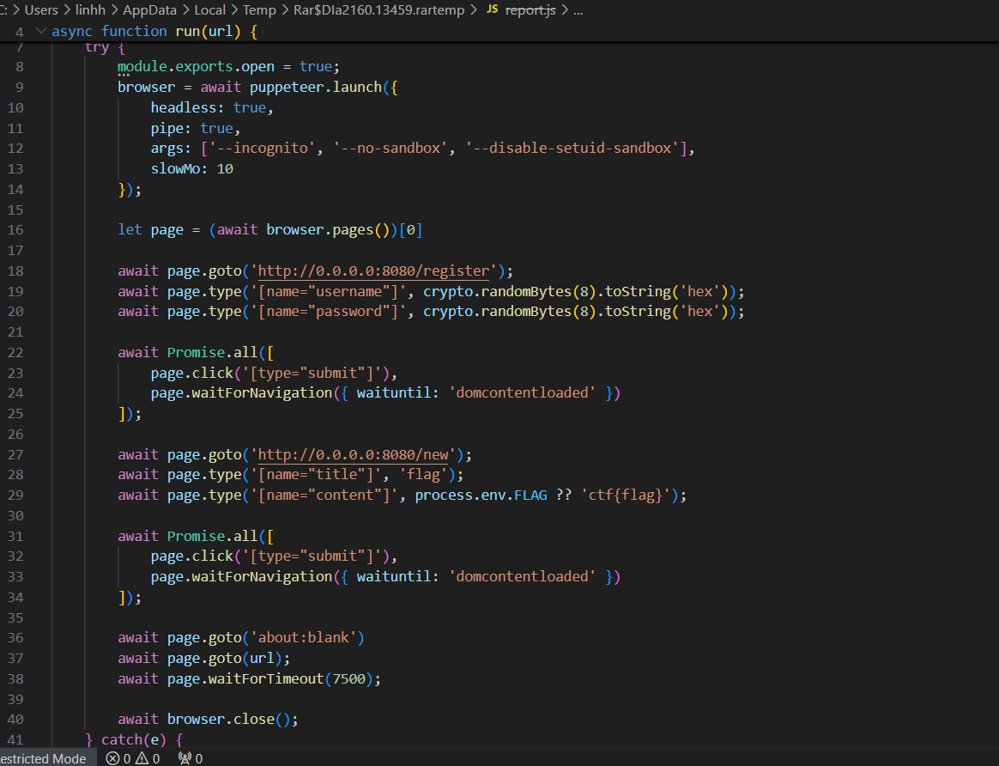 C: > Users > linhh > AppData > Local > Temp > Rar$DIa2160.13459.rartemp > JS report.js > ...
4 async function run(url) {
7 try {
8 module.exports.open = true;
9 browser = await puppeteer.launch({
10 headless: true,
11 pipe: true,
12 args: ['--incognito', '--no-sandbox', '--disable-setuid-sandbox'],
13 slowMo: 10
14 });
15
16 let page = (await browser.pages())[0]
17
18 await page.goto('http://0.0.0.0:8080/register');
19 await page.type('[name="username"]', crypto.randomBytes(8).toString('hex'));
20 await page.type('[name="password"]', crypto.randomBytes(8).toString('hex'));
21
22 await Promise.all([
23 page.click('[type="submit"]'),
24 page.waitForNavigation({ waituntil: 'domcontentloaded' })
25 ]);
26
27 await page.goto('http://0.0.0.0:8080/new');
28 await page.type('[name="title"]', 'flag');
29 await page.type('[name="content"]', process.env.FLAG ?? 'ctf{flag}');
30
31 await Promise.all([
32 page.click('[type="submit"]'),
33 page.waitForNavigation({ waituntil: 'domcontentloaded' })
34 ]);
35
36 await page.goto('about:blank')
37 await page.goto(url);
38 await page.waitForTimeout(7500);
39
40 await browser.close();
41 } catch(e) {
estricted Mode 0 0 0